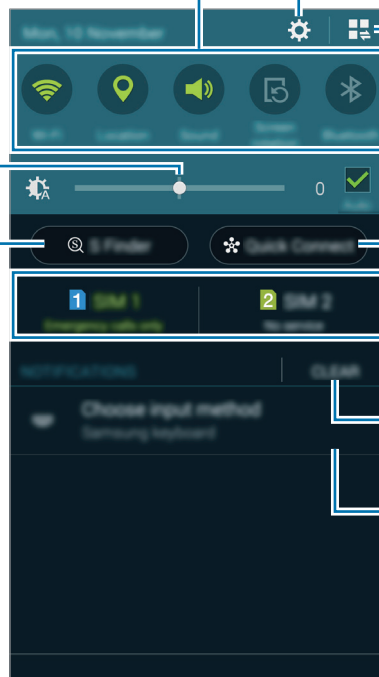 Mon, 10 November
Wi-Fi Location Sound Screen rotation Bluetooth
0
Auto
S Finder Quick Connect
1 SIM 1 2 SIM 2
Emergency calls only No service
NOTIFICATIONS CLEAR
Choose input method
Samsung keyboard